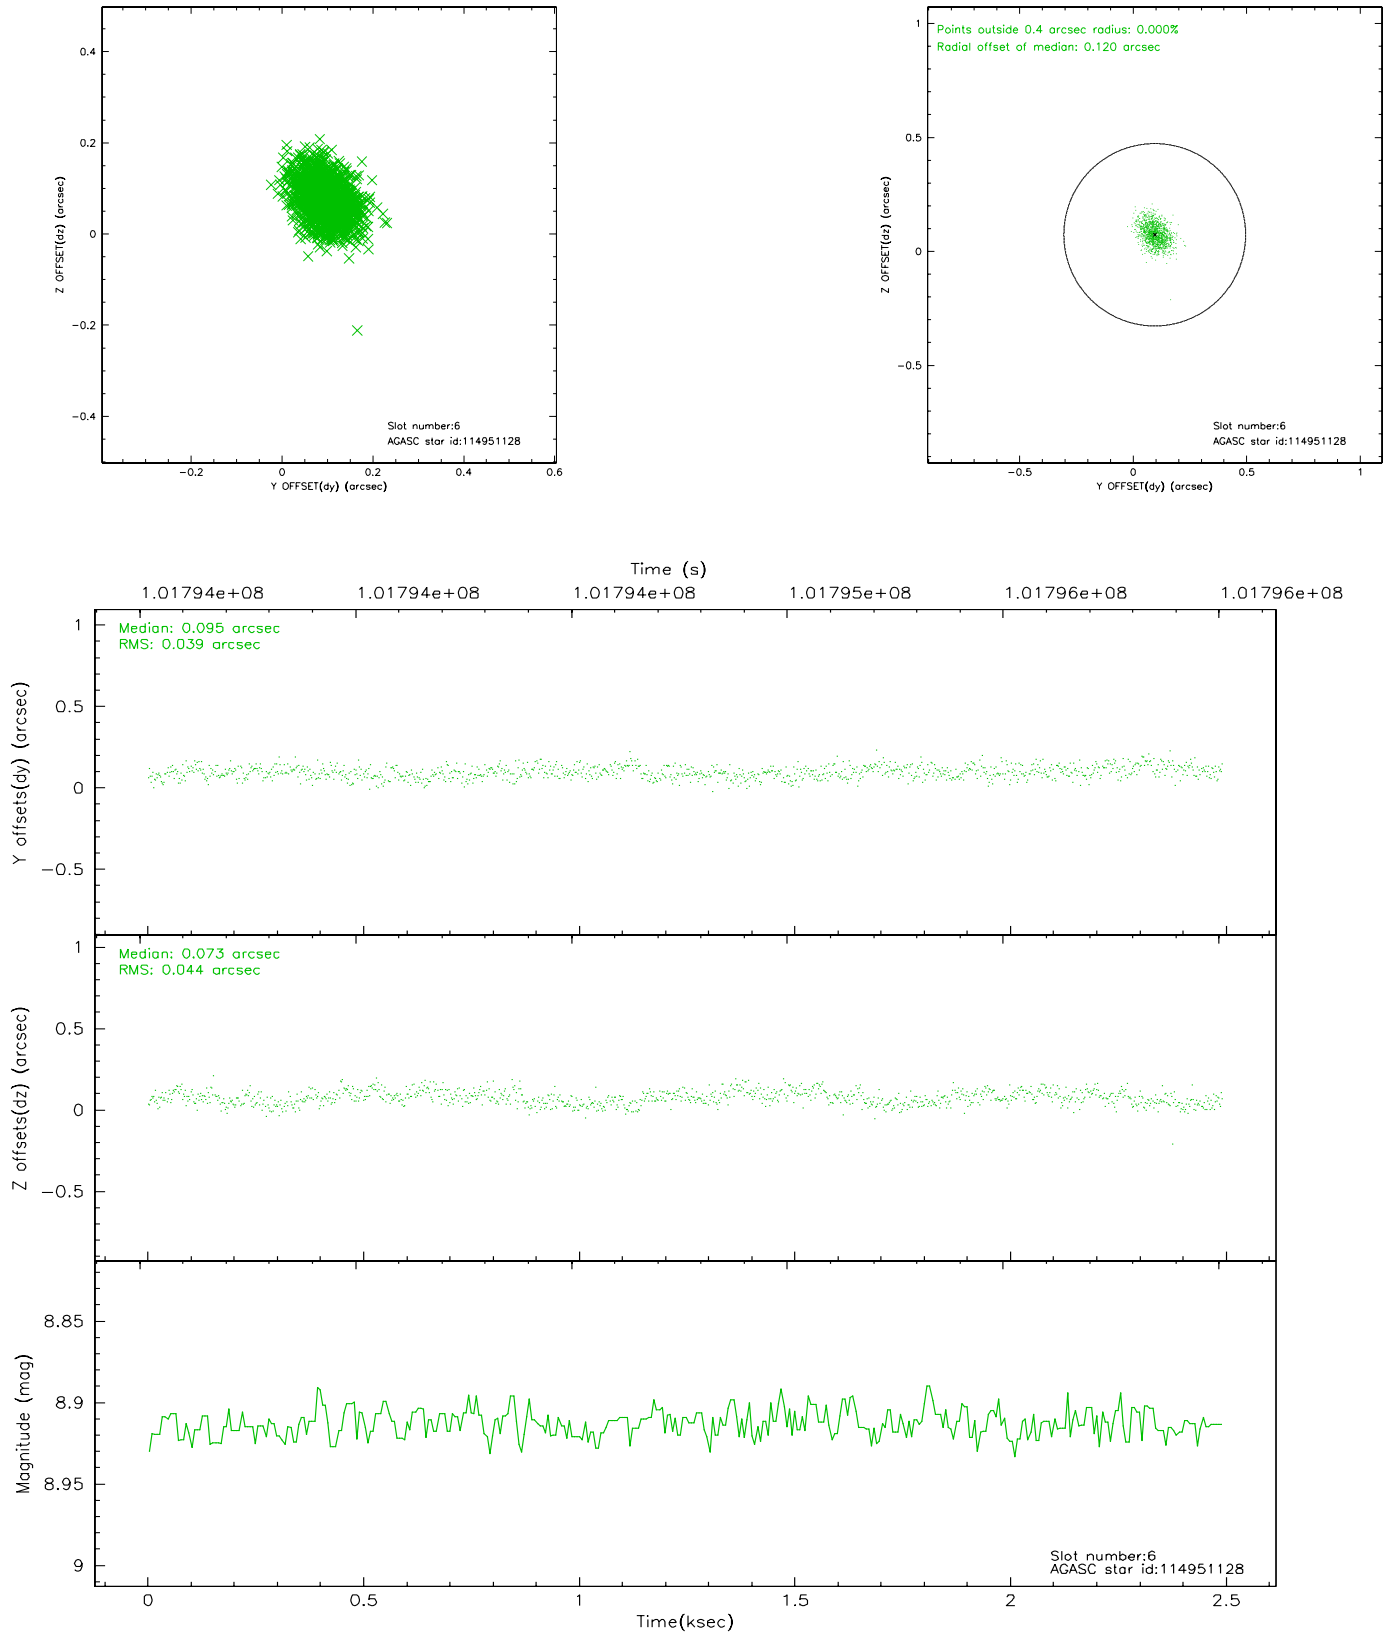 0.4
0.2
0
−0.2
−0.4
Z OFFSET(dz) (arcsec)
Slot number:6
AGASC star id:114951128
−0.2
0
0.2
0.4
0.6
Y OFFSET(dy) (arcsec)
Points outside 0.4 arcsec radius: 0.000%
Radial offset of median: 0.120 arcsec
1
0.5
0
−0.5
Z OFFSET(dz) (arcsec)
Slot number:6
AGASC star id:114951128
−0.5
0
0.5
1
Y OFFSET(dy) (arcsec)
Time (s)
1.01794e+08
1.01794e+08
1.01794e+08
1.01795e+08
1.01796e+08
1.01796e+08
Median: 0.095 arcsec
RMS: 0.039 arcsec
1
0.5
0
−0.5
Y offsets(dy) (arcsec)
Median: 0.073 arcsec
RMS: 0.044 arcsec
1
0.5
0
−0.5
Z offsets(dz) (arcsec)
8.85
8.9
8.95
9
Magnitude (mag)
Slot number:6
AGASC star id:114951128
0
0.5
1
1.5
2
2.5
Time(ksec)